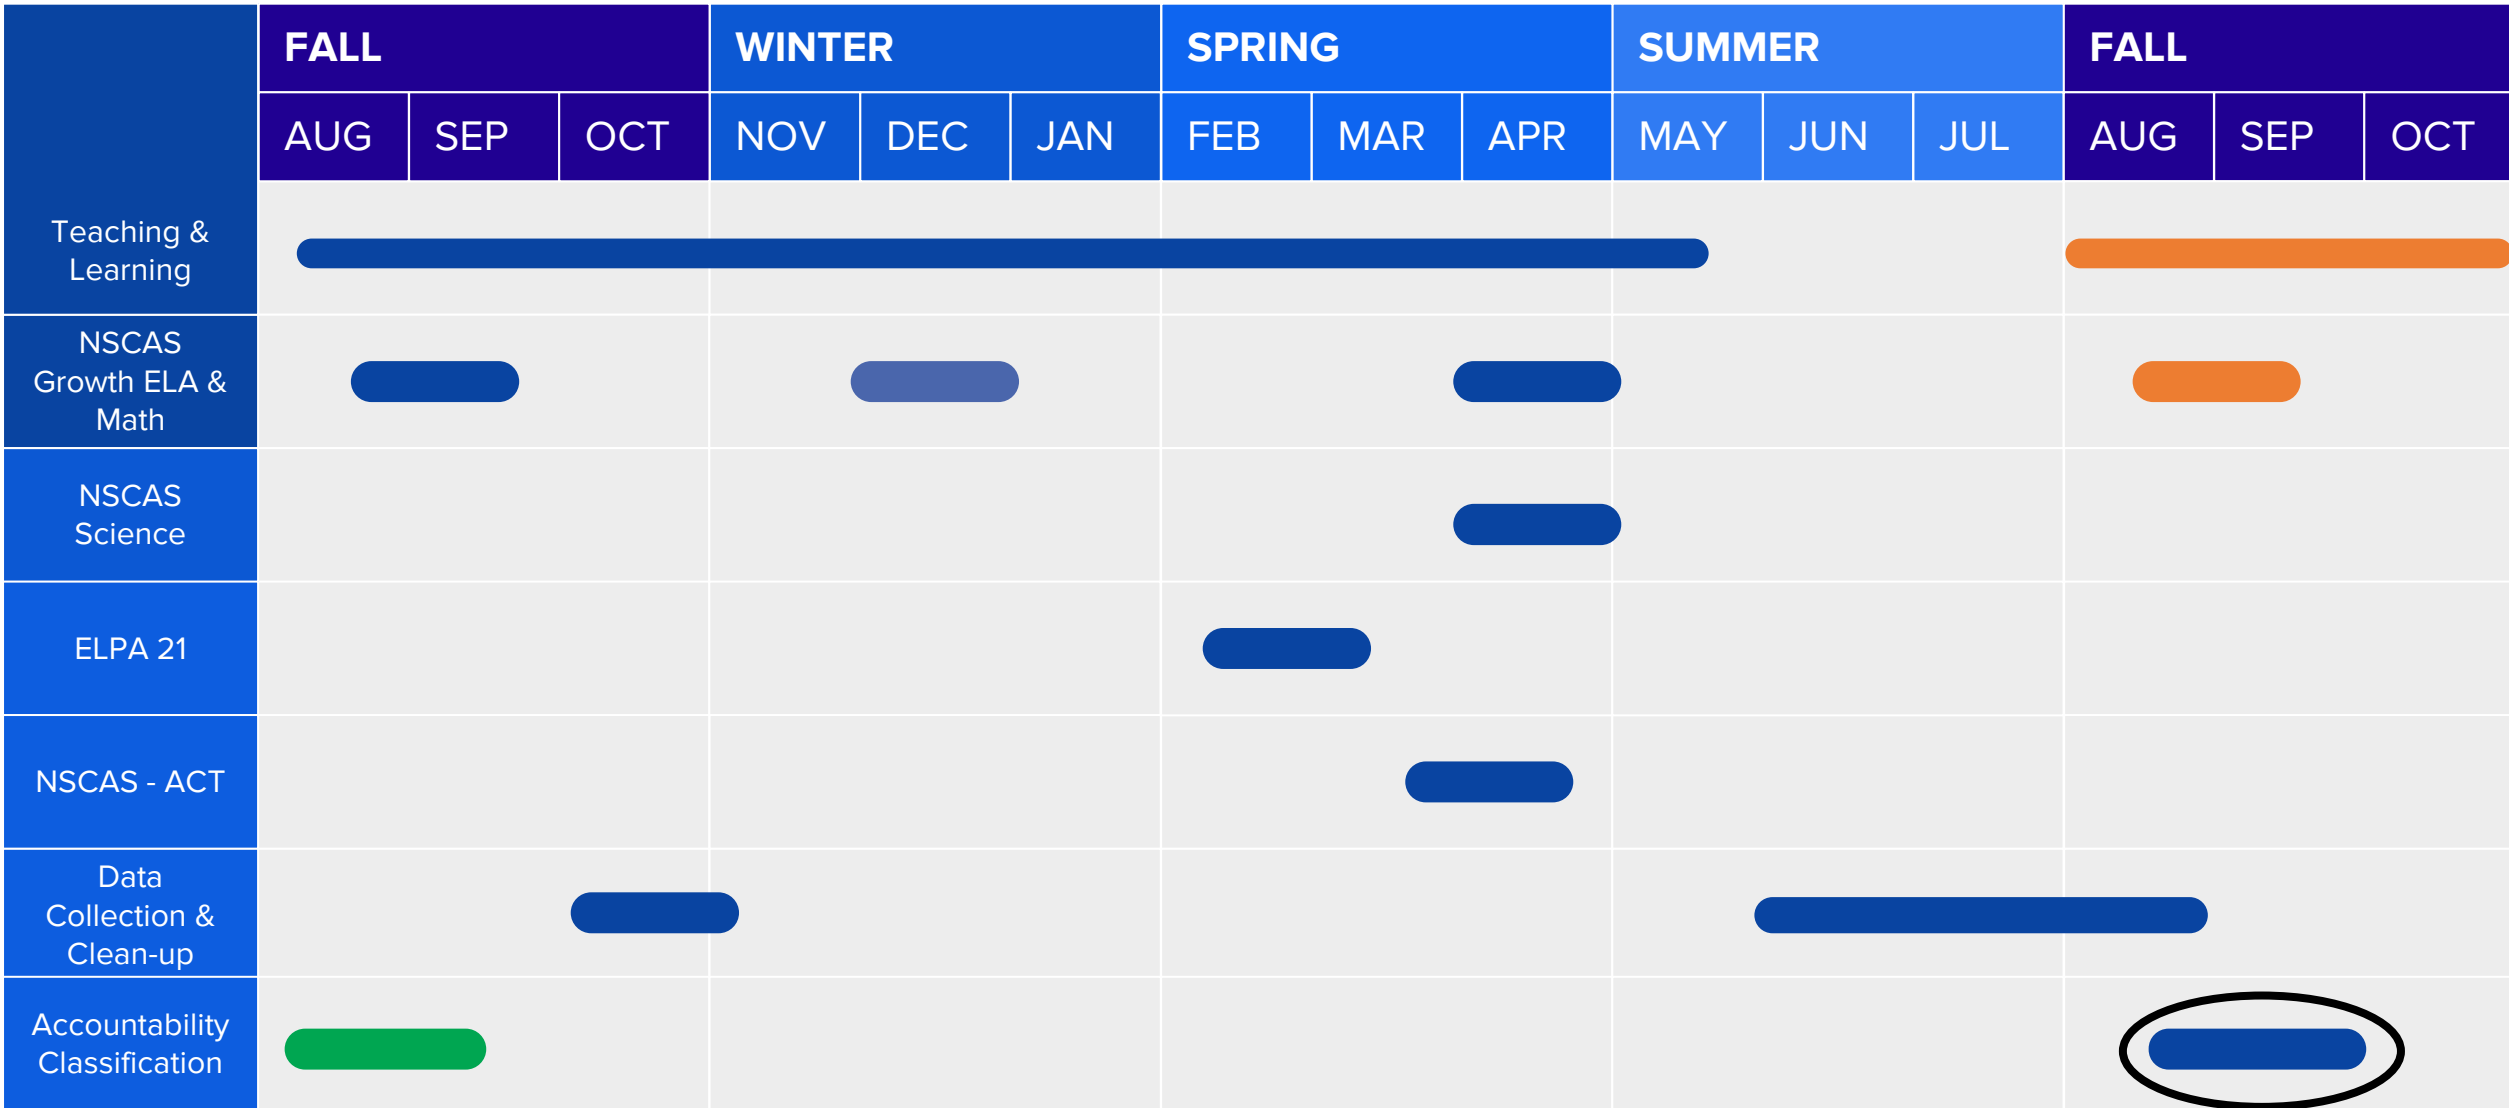 FALL WINTER SPRING SUMMER FALL
AUG SEP OCT NOV DEC JAN FEB MAR APR MAY JUN JUL AUG SEP OCT
Teaching &
Learning
NSCAS
Growth ELA &
Math
NSCAS
Science
ELPA 21
NSCAS - ACT
Data
Collection &
Clean-up
Accountability
Classification